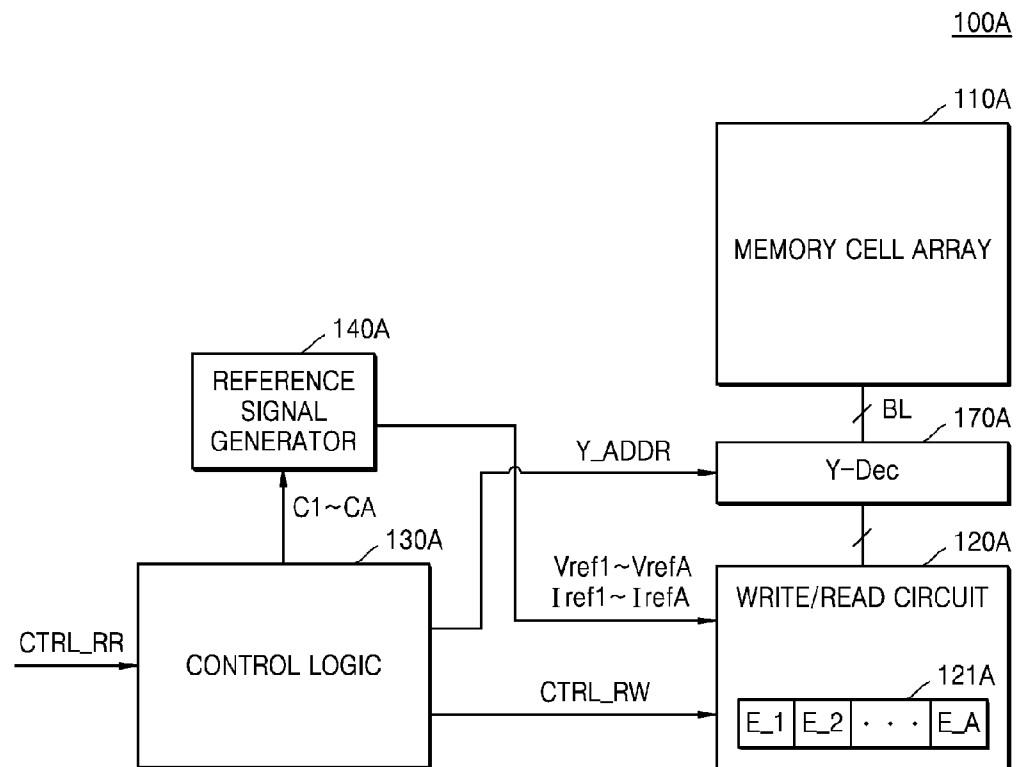 100A
110A
MEMORY CELL ARRAY
140A
REFERENCE
SIGNAL
GENERATOR
BL
170A
Y_ADDR
Y-Dec
C1~CA
130A
120A
Vref1~VrefA
Iref1~IrefA
WRITE/READ CIRCUIT
CTRL_RR
CONTROL LOGIC
121A
CTRL_RW
E_1 E_2 · · · E_A